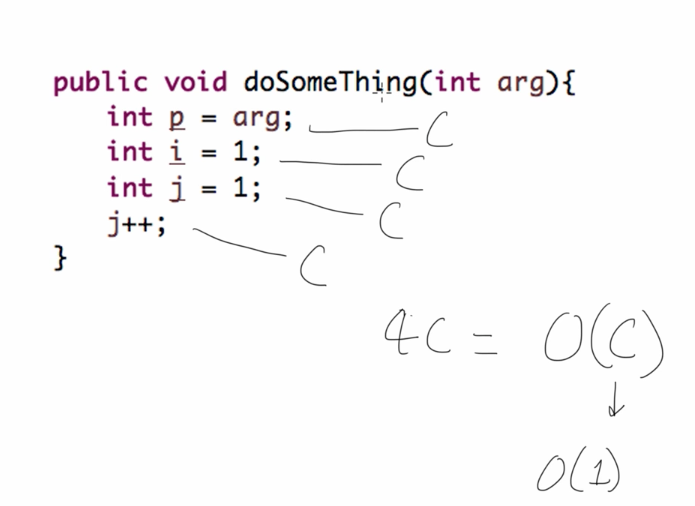 public void doSomeThing(int arg){
int p = arg; C
int i = 1; C
int j = 1; C
j++; C
}
4C = O(C)
O(1)